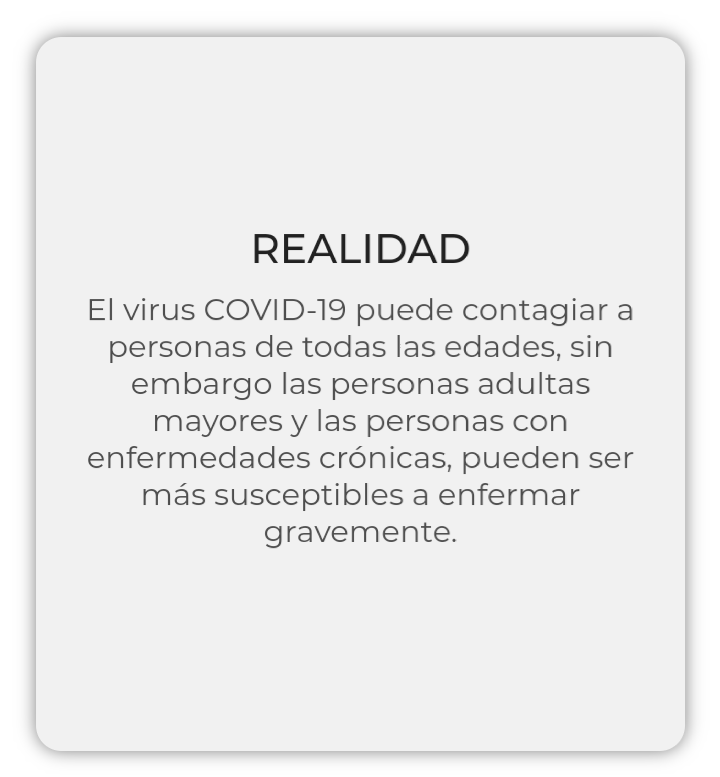 REALIDAD
El virus COVID-19 puede contagiar a
personas de todas las edades, sin
embargo las personas adultas
mayores y las personas con
enfermedades crónicas, pueden ser
más susceptibles a enfermar
gravemente.